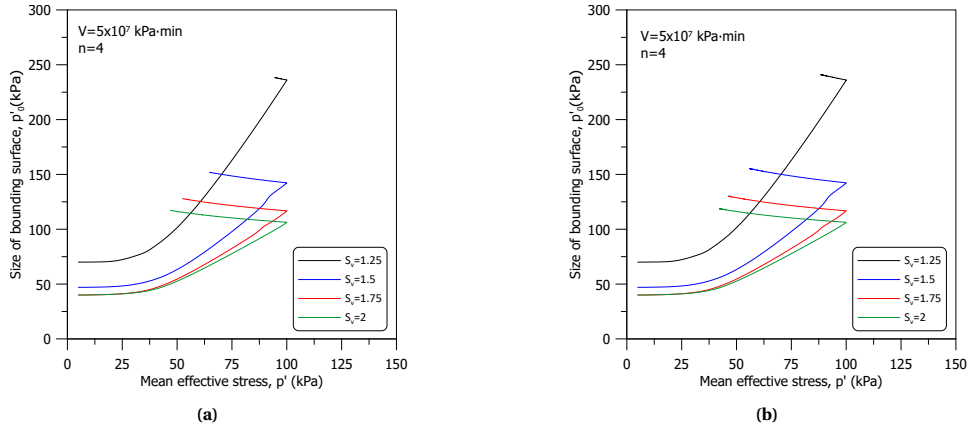 V=5x10⁷ kPa·min
n=4
Size of bounding surface, p'₀(kPa)
300
250
200
150
100
50
0
0
25
50
75
100
125
150
Mean effective stress, p' (kPa)
Sᵥ=1.25
Sᵥ=1.5
Sᵥ=1.75
Sᵥ=2
(a)
V=5x10⁷ kPa·min
n=4
Size of bounding surface, p'₀(kPa)
300
250
200
150
100
50
0
0
25
50
75
100
125
150
Mean effective stress, p' (kPa)
Sᵥ=1.25
Sᵥ=1.5
Sᵥ=1.75
Sᵥ=2
(b)